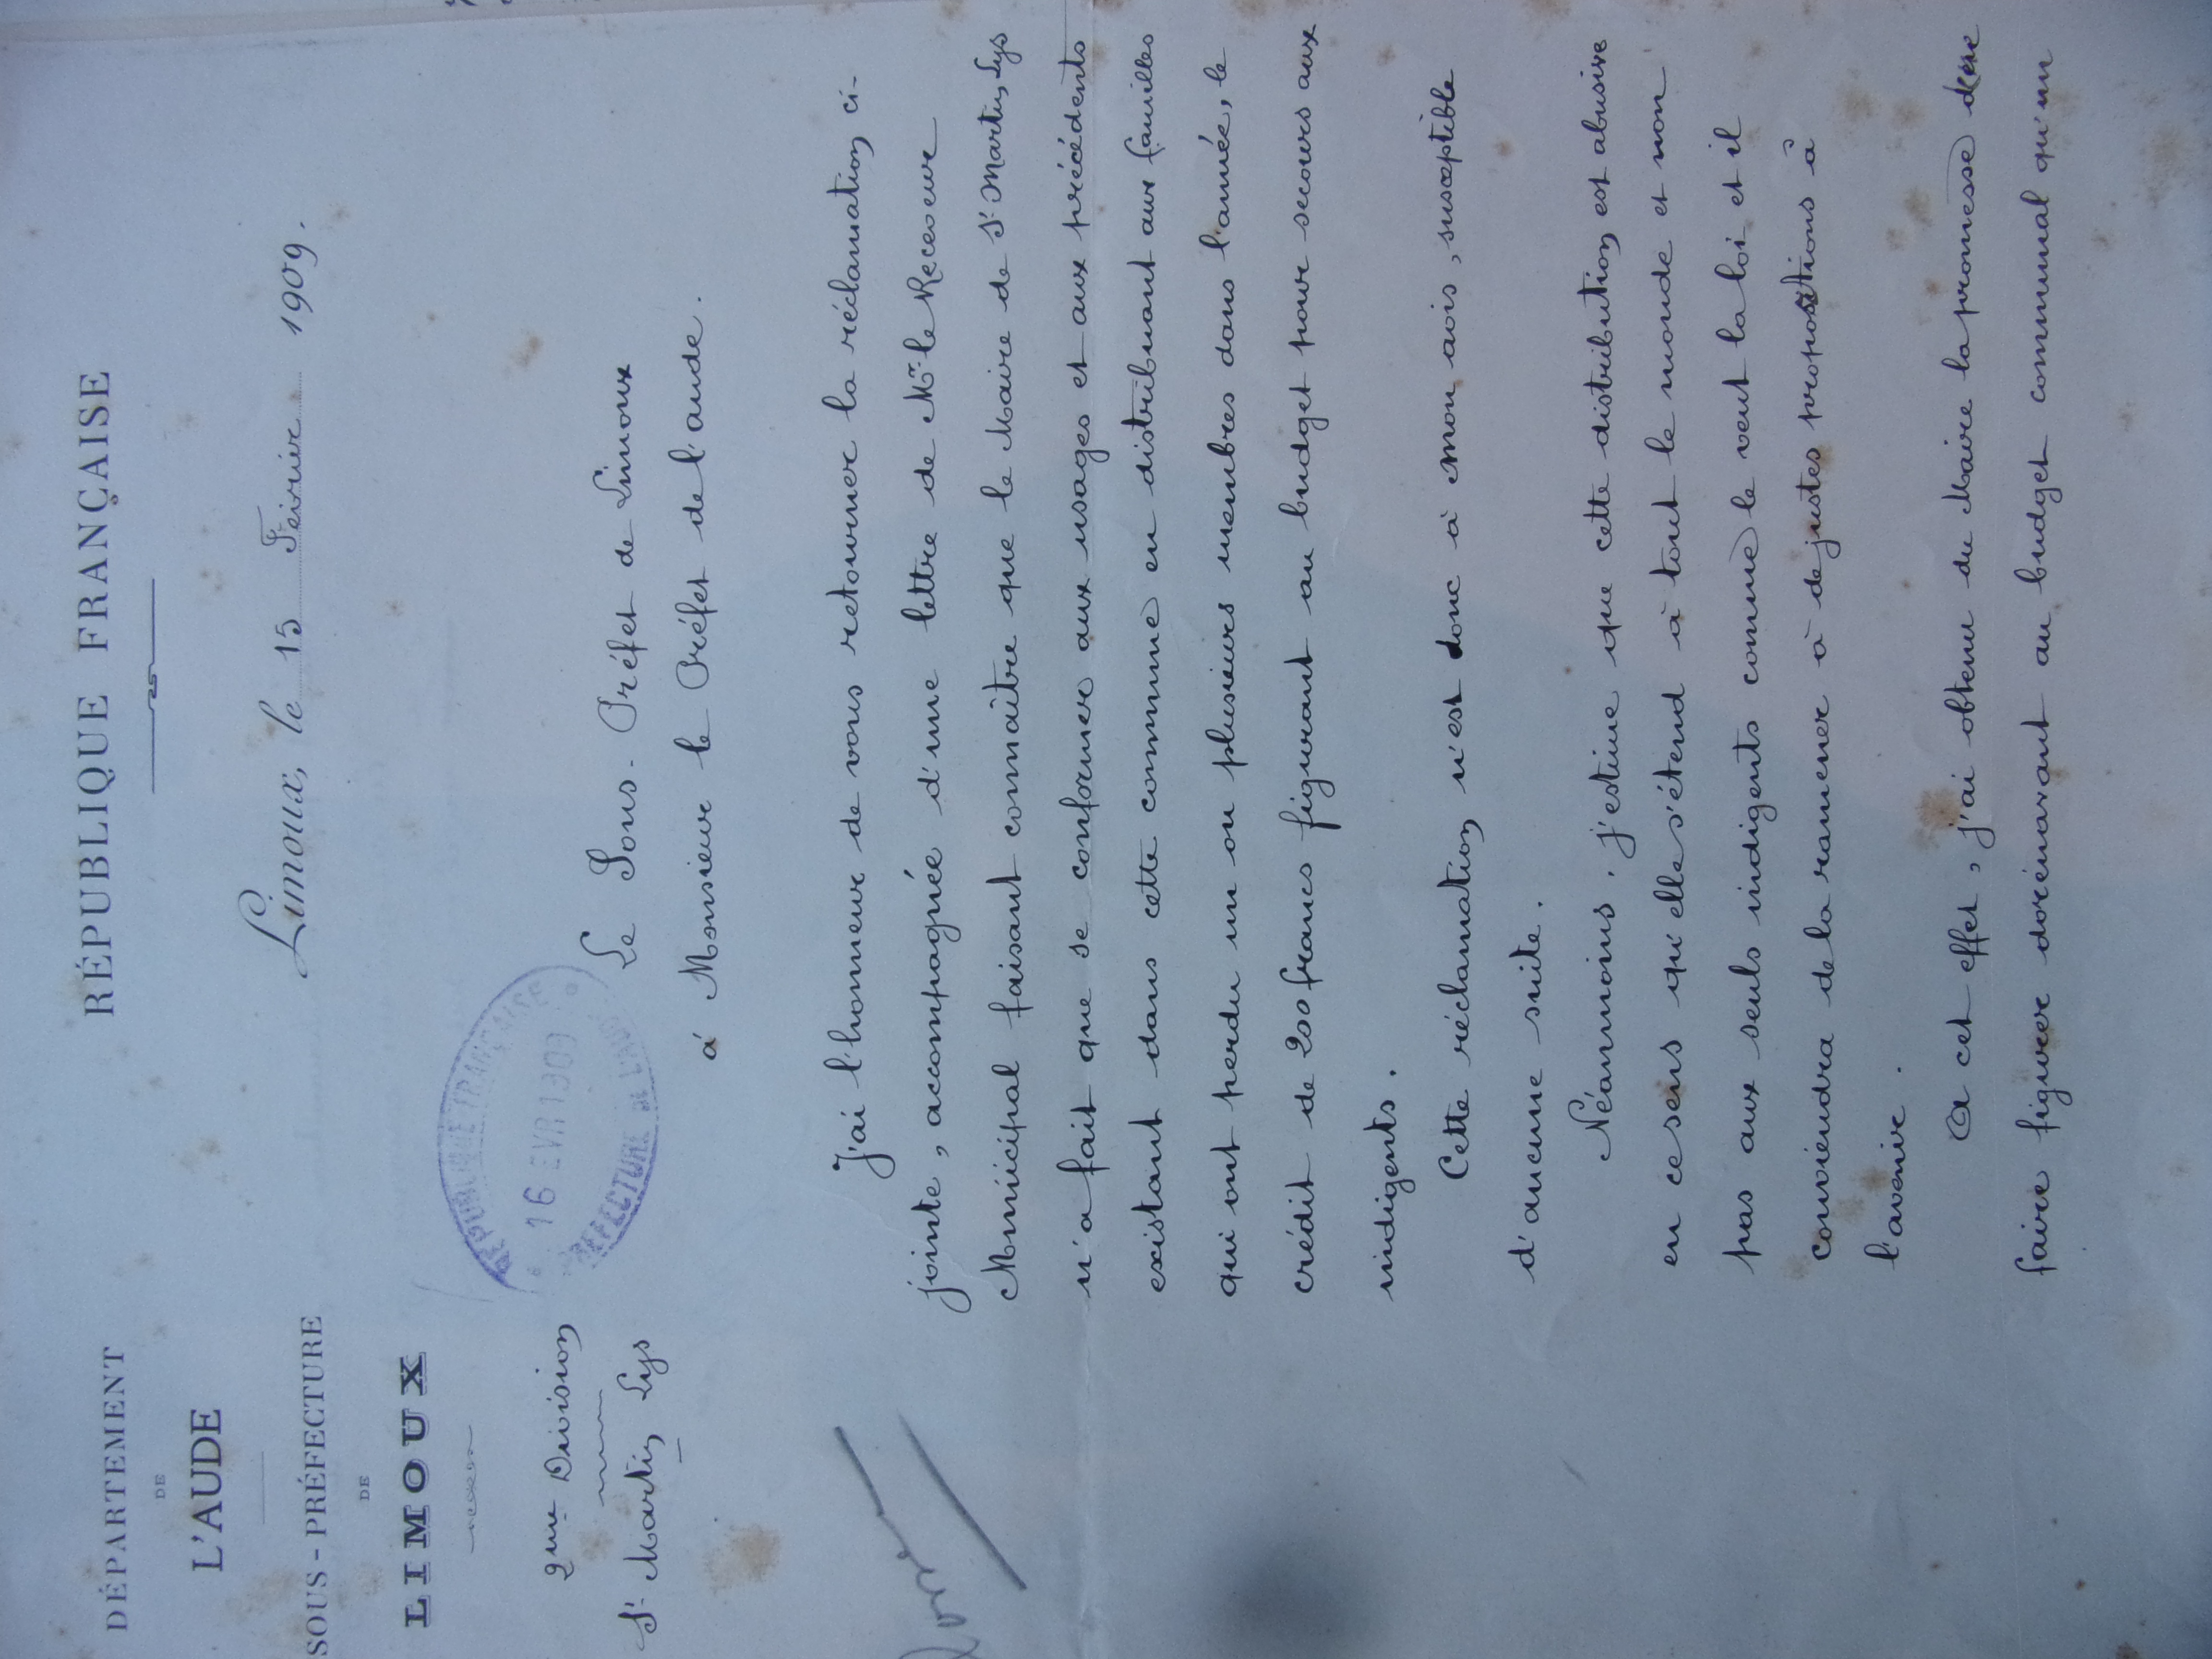 RÉPUBLIQUE FRANÇAISE
DÉPARTEMENT
DE
L'AUDE
SOUS-PRÉFECTURE
DE
LIMOUX
Limoux, le 15 Février 1909.
2me Division
St Martin Lys
RÉPUBLIQUE FRANÇAISE
16 EVR 1909
PREFECTURE DE L'AUDE
Le Sous-Préfet de Limoux
à Monsieur le Préfet de l'aude.
J'ai l'honneur de vous retourner la réclamation ci-
jointe, accompagnée d'une lettre de Mr le Receveur
Municipal faisant connaître que le Maire de St Martin Lys
n'a fait que se conformer aux usages et aux précédents
existant dans cette commune en distribuant aux familles
qui ont perdu un ou plusieurs membres dans l'année, le
crédit de 200 francs figurant au budget pour secours aux
indigents.
Cette réclamation n'est donc à mon avis, susceptible
d'aucune suite.
Néanmoins. j'estime que cette distribution est abusive
en ce sens qu'elle s'étend à tout le monde et non
pas aux seuls indigents comme le veut la loi et il
conviendra de la ramener à de justes propositions à
l'avenir.
A cet effet, j'ai obtenu du Maire la promesse de ne
faire figurer dorénavant au budget communal qu'un